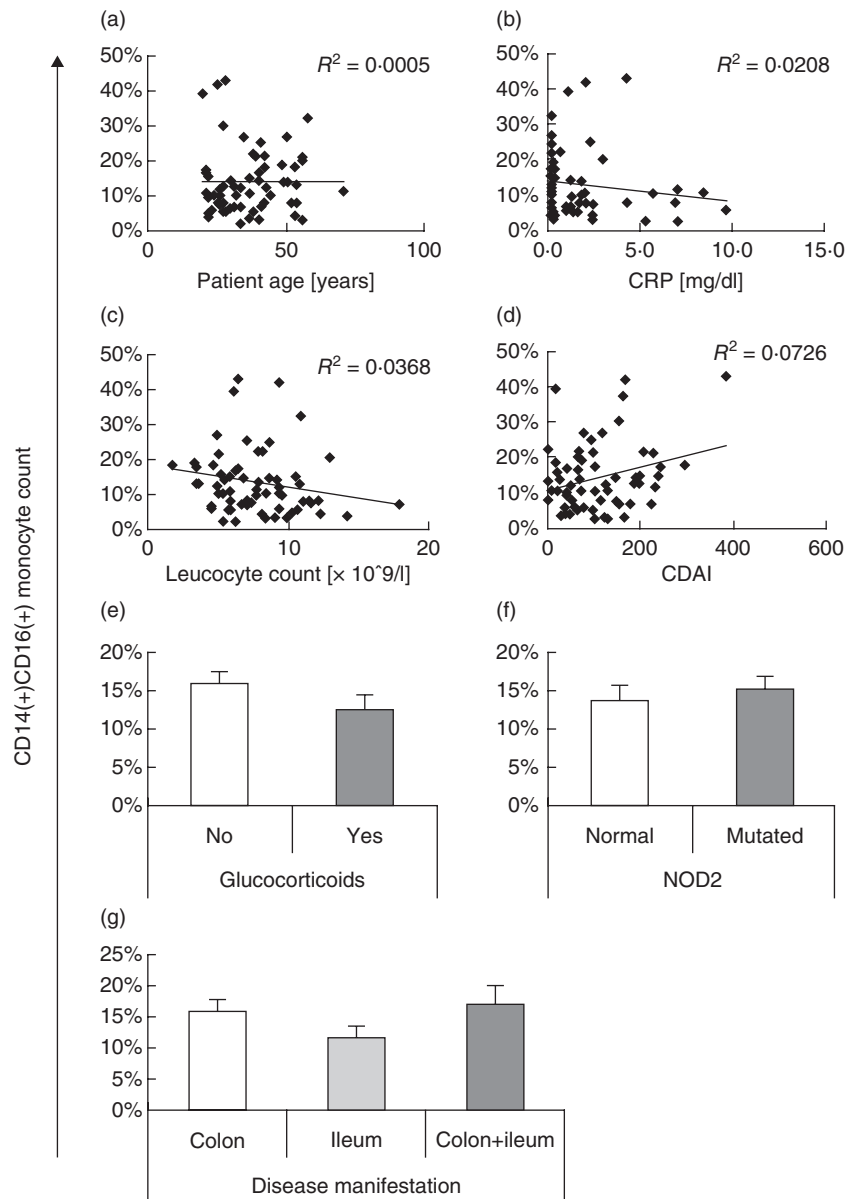 CD14(+)CD16(+) monocyte count
(a)
R² = 0·0005
50%
40%
30%
20%
10%
0%
0 50 100
Patient age [years]
(b)
R² = 0·0208
50%
40%
30%
20%
10%
0%
0·0 5·0 10·0 15·0
CRP [mg/dl]
(c)
R² = 0·0368
50%
40%
30%
20%
10%
0%
0 10 20
Leucocyte count [× 10^9/l]
(d)
R² = 0·0726
50%
40%
30%
20%
10%
0%
0 200 400 600
CDAI
(e)
20%
15%
10%
5%
0%
No Yes
Glucocorticoids
(f)
20%
15%
10%
5%
0%
Normal Mutated
NOD2
(g)
25%
20%
15%
10%
5%
0%
Colon Ileum Colon+ileum
Disease manifestation